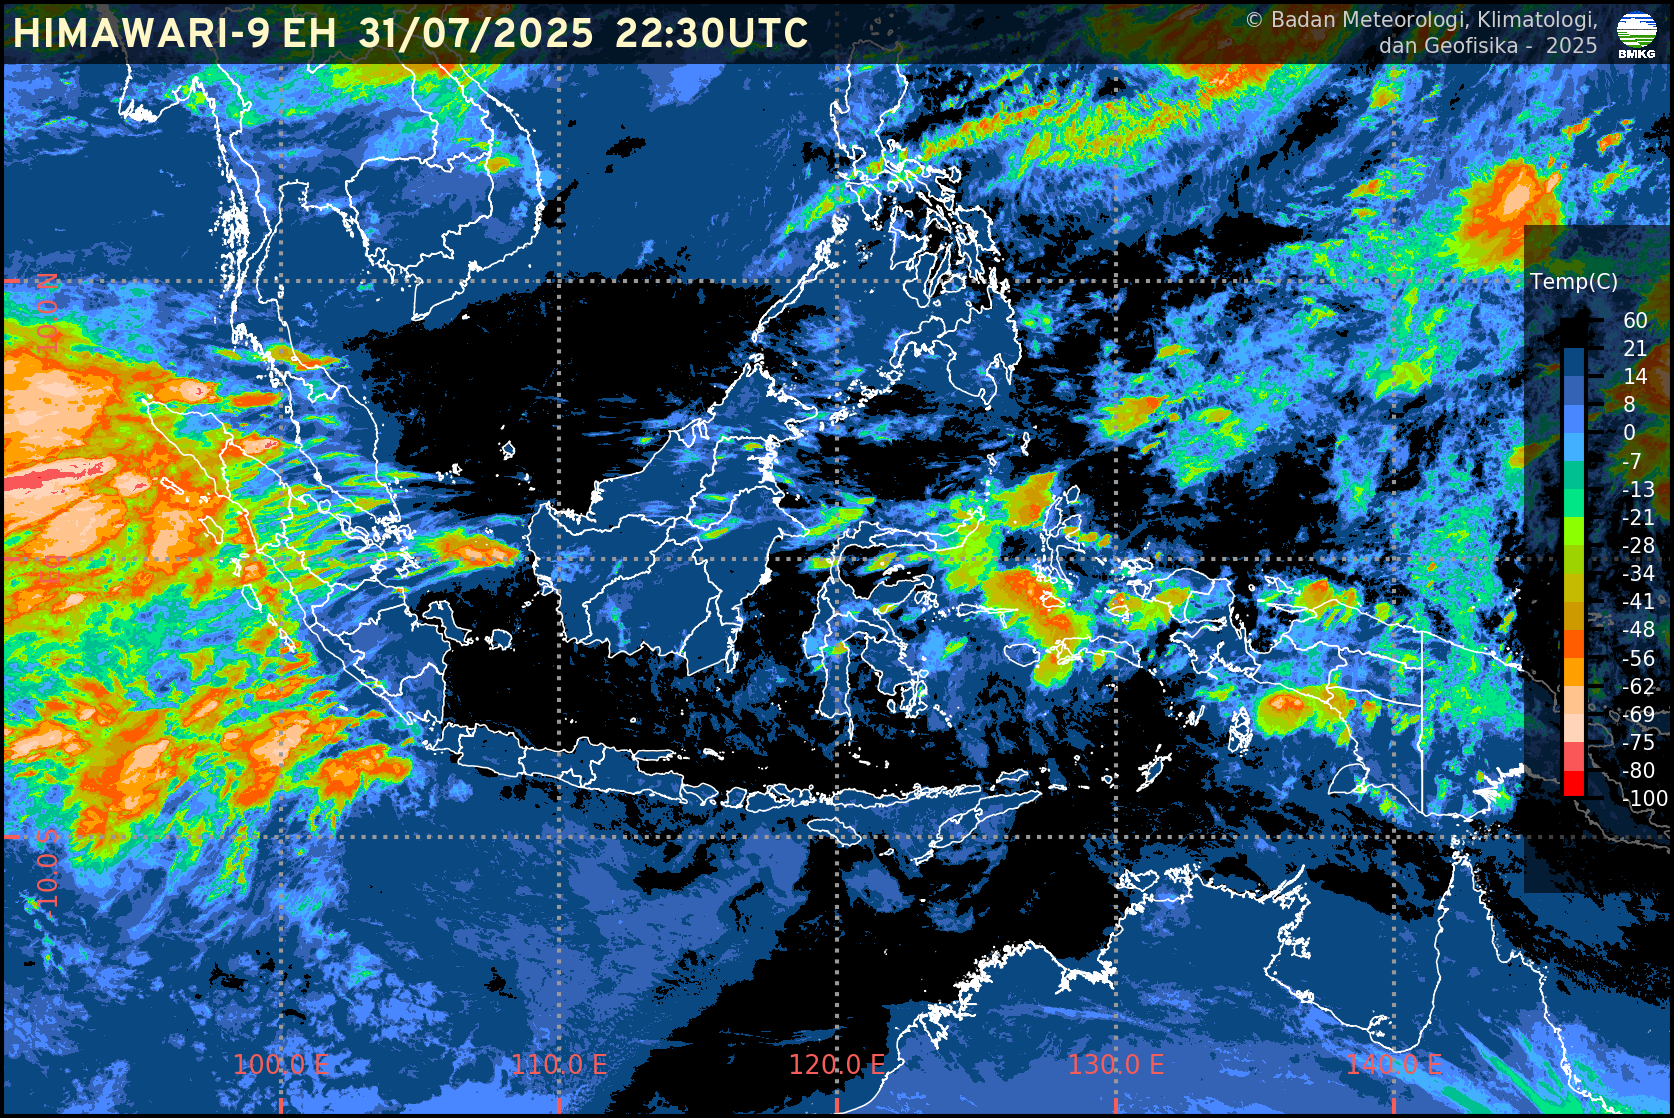 HIMAWARI-9 EH 31/07/2025 22:30UTC
© Badan Meteorologi, Klimatologi,
dan Geofisika - 2025
BMKG
10.0 N
0.0
-10.0 S
Temp(C)
60
21
14
8
0
-7
-13
-21
-28
-34
-41
-48
-56
-62
-69
-75
-80
-100
100.0 E
110.0 E
120.0 E
130.0 E
140.0 E